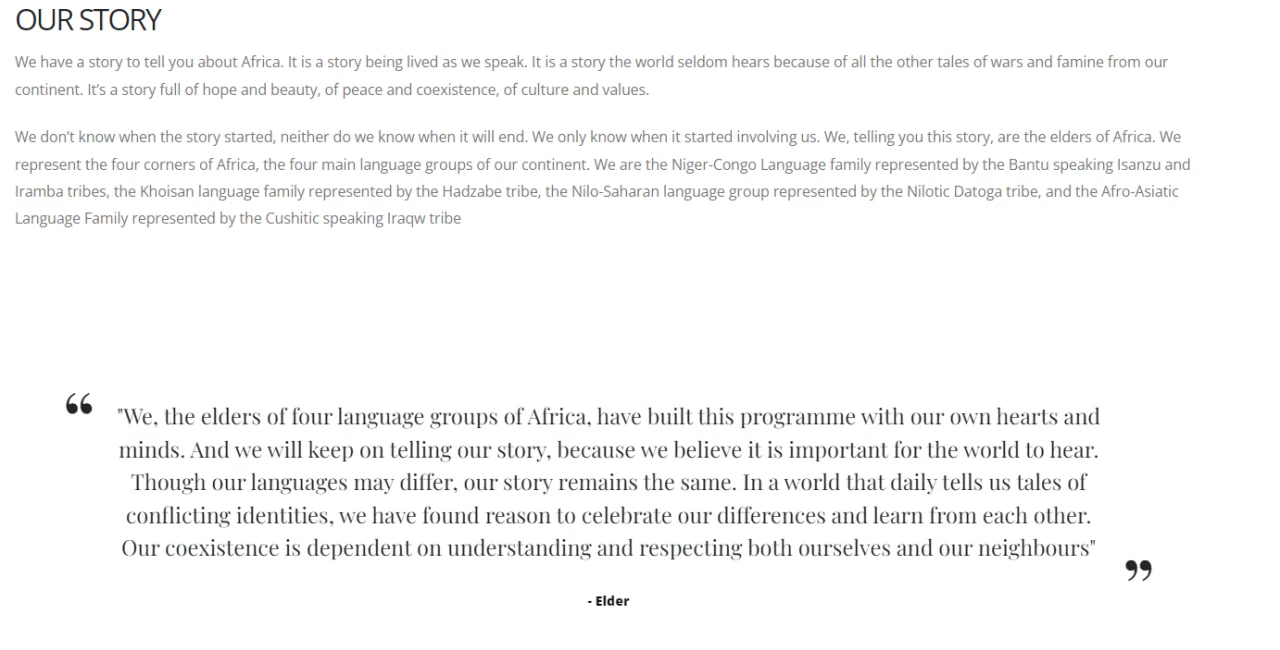 OUR STORY
We have a story to tell you about Africa. It is a story being lived as we speak. It is a story the world seldom hears because of all the other tales of wars and famine from our
continent. It's a story full of hope and beauty, of peace and coexistence, of culture and values.
We don't know when the story started, neither do we know when it will end. We only know when it started involving us. We, telling you this story, are the elders of Africa. We
represent the four corners of Africa, the four main language groups of our continent. We are the Niger-Congo Language family represented by the Bantu speaking Isanzu and
Iramba tribes, the Khoisan language family represented by the Hadzabe tribe, the Nilo-Saharan language group represented by the Nilotic Datoga tribe, and the Afro-Asiatic
Language Family represented by the Cushitic speaking Iraqw tribe
“ "We, the elders of four language groups of Africa, have built this programme with our own hearts and
minds. And we will keep on telling our story, because we believe it is important for the world to hear.
Though our languages may differ, our story remains the same. In a world that daily tells us tales of
conflicting identities, we have found reason to celebrate our differences and learn from each other.
Our coexistence is dependent on understanding and respecting both ourselves and our neighbours" ”
- Elder